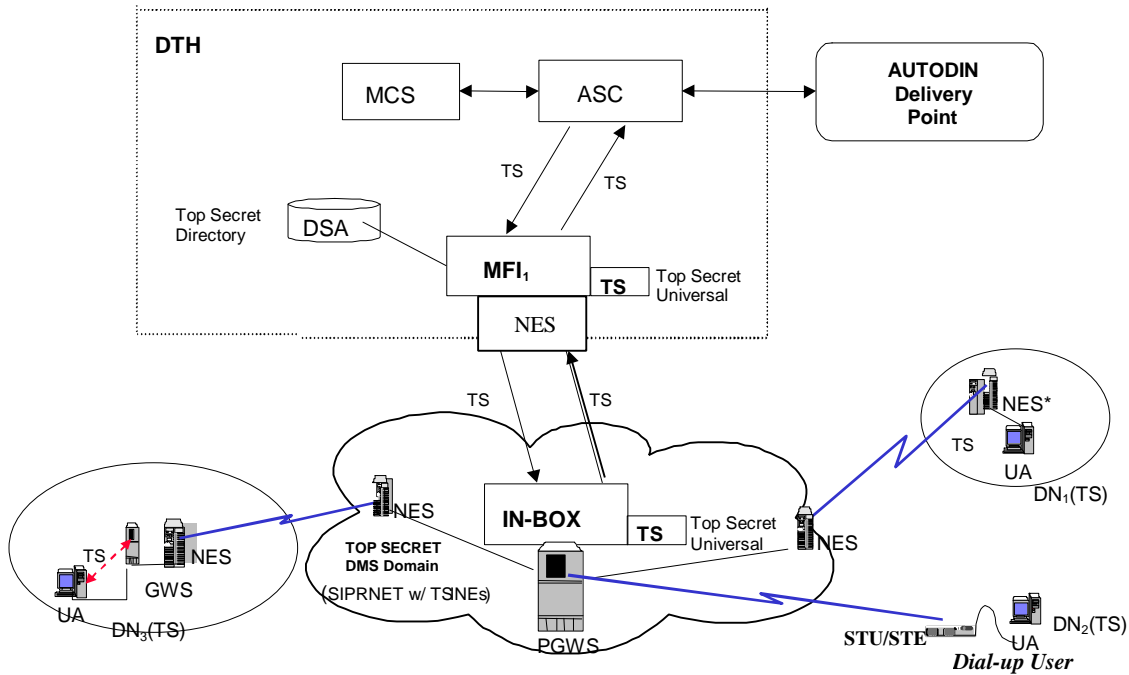 DTH
MCS
ASC
AUTODIN
Delivery
Point
TS
TS
Top Secret
Directory
DSA
MFI₁
TS
Top Secret
Universal
NES
TS
TS
NES*
TS
UA
DN₁(TS)
NES
IN-BOX
TS
Top Secret
Universal
NES
TS
NES
GWS
UA
DN₃(TS)
TOP SECRET
DMS Domain
(SIPRNET w/ TSINEs)
PGWS
STU/STE
UA
DN₂(TS)
Dial-up User